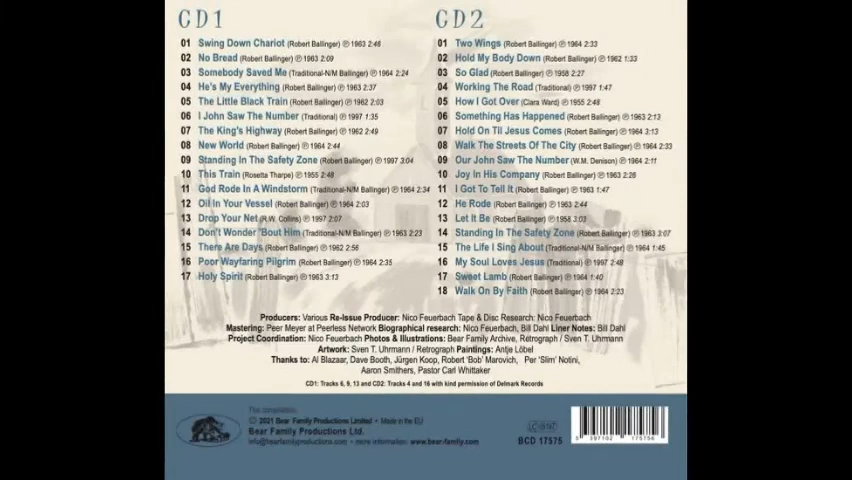 CD1
01 Swing Down Chariot (Robert Ballinger) ℗ 1963 2:46
02 No Bread (Robert Ballinger) ℗ 1963 2:09
03 Somebody Saved Me (Traditional-N/M Ballinger) ℗ 1964 2:24
04 He's My Everything (Robert Ballinger) ℗ 1963 2:37
05 The Little Black Train (Robert Ballinger) ℗ 1962 2:03
06 I John Saw The Number (Traditional) ℗ 1997 1:35
07 The King's Highway (Robert Ballinger) ℗ 1962 2:49
08 New World (Robert Ballinger) ℗ 1964 2:44
09 Standing In The Safety Zone (Robert Ballinger) ℗ 1997 3:04
10 This Train (Rosetta Tharpe) ℗ 1955 2:48
11 God Rode In A Windstorm (Traditional-N/M Ballinger) ℗ 1964 2:34
12 Oil In Your Vessel (Robert Ballinger) ℗ 1964 2:03
13 Drop Your Net (R.W. Collins) ℗ 1997 2:07
14 Don't Wonder 'Bout Him (Traditional-N/M Ballinger) ℗ 1963 2:23
15 There Are Days (Robert Ballinger) ℗ 1962 2:56
16 Poor Wayfaring Pilgrim (Robert Ballinger) ℗ 1964 2:35
17 Holy Spirit (Robert Ballinger) ℗ 1963 3:13
CD2
01 Two Wings (Robert Ballinger) ℗ 1964 2:33
02 Hold My Body Down (Robert Ballinger) ℗ 1962 1:33
03 So Glad (Robert Ballinger) ℗ 1958 2:27
04 Working The Road (Traditional) ℗ 1997 1:47
05 How I Got Over (Clara Ward) ℗ 1955 2:48
06 Something Has Happened (Robert Ballinger) ℗ 1963 2:13
07 Hold On Til Jesus Comes (Robert Ballinger) ℗ 1964 3:13
08 Walk The Streets Of The City (Robert Ballinger) ℗ 1964 2:33
09 Our John Saw The Number (W.M. Denison) ℗ 1964 2:11
10 Joy In His Company (Robert Ballinger) ℗ 1963 2:26
11 I Got To Tell It (Robert Ballinger) ℗ 1963 1:47
12 He Rode (Robert Ballinger) ℗ 1963 2:44
13 Let It Be (Robert Ballinger) ℗ 1958 3:03
14 Standing In The Safety Zone (Robert Ballinger) ℗ 1963 3:07
15 The Life I Sing About (Traditional-N/M Ballinger) ℗ 1964 1:45
16 My Soul Loves Jesus (Traditional) ℗ 1997 2:48
17 Sweet Lamb (Robert Ballinger) ℗ 1964 1:40
18 Walk On By Faith (Robert Ballinger) ℗ 1964 2:23
Producers: Various Re-Issue Producer: Nico Feuerbach Tape & Disc Research: Nico Feuerbach
Mastering: Peer Meyer at Peerless Network Biographical research: Nico Feuerbach, Bill Dahl Liner Notes: Bill Dahl
Project Coordination: Nico Feuerbach Photos & Illustrations: Bear Family Archive, Retrograph / Sven T. Uhrmann
Artwork: Sven T. Uhrmann / Retrograph Paintings: Antje Löbel
Thanks to: Al Blazaar, Dave Booth, Jürgen Koop, Robert 'Bob' Marovich, Per 'Slim' Notini,
Aaron Smithers, Pastor Carl Whittaker
CD1: Tracks 6, 9, 13 and CD2: Tracks 4 and 16 with kind permission of Delmark Records
This compilation:
© 2021 Bear Family Productions Limited • Made in the EU
Bear Family Productions Ltd.
info@bearfamilyproductions.com • more information: www.bear-family.com
LC 5197
BCD 17575
5 397102 175756